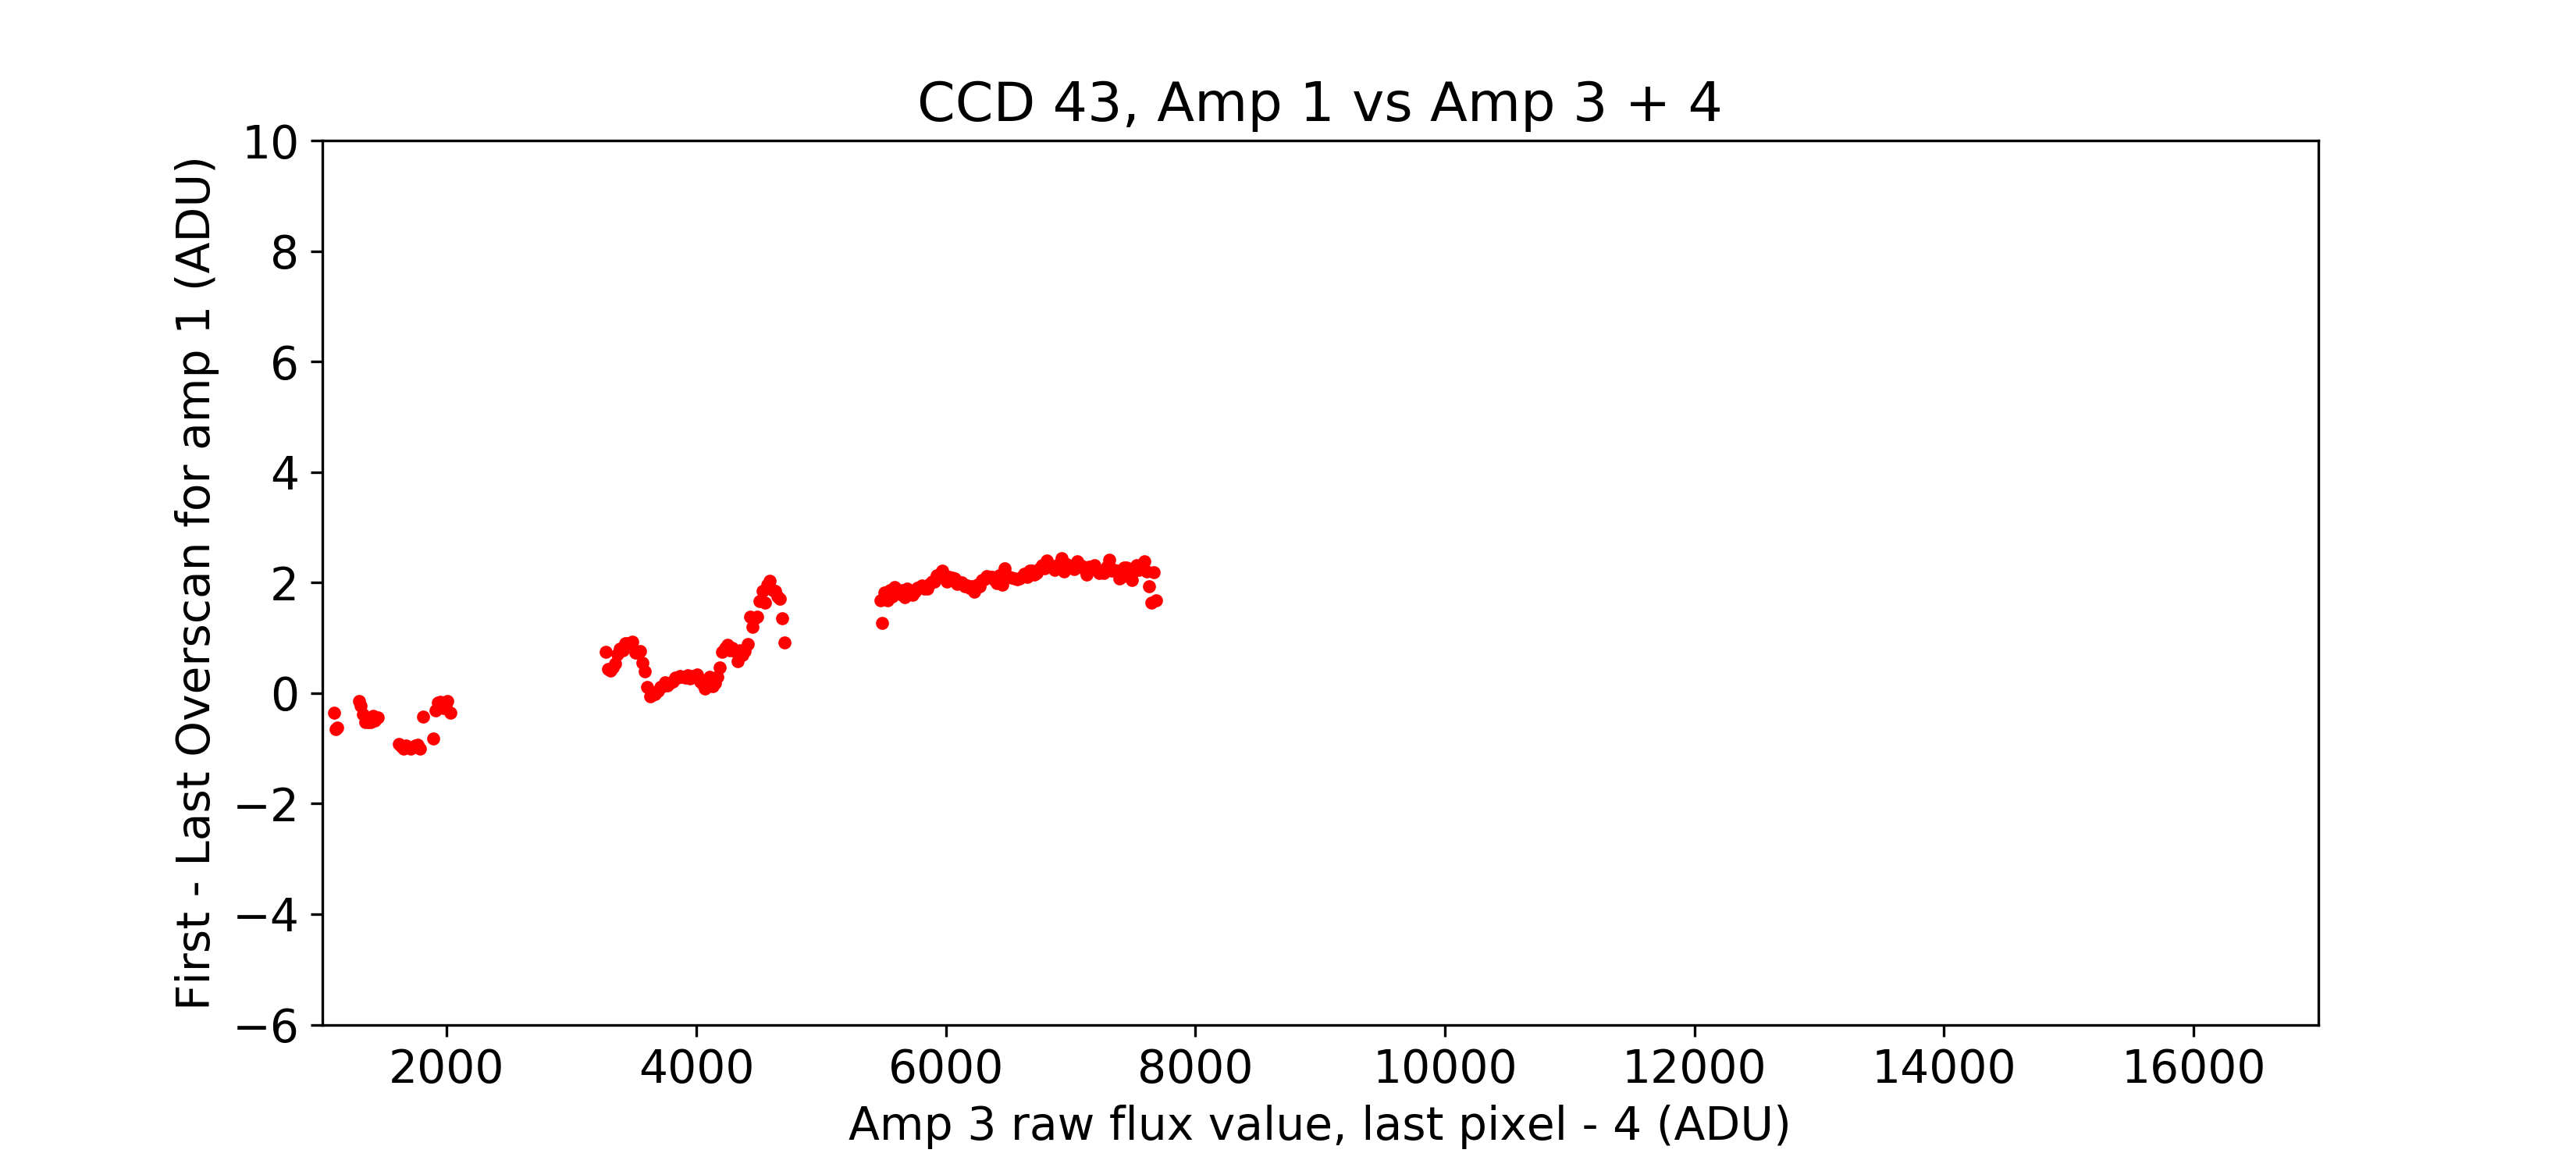 CCD 43, Amp 1 vs Amp 3 + 4
First - Last Overscan for amp 1 (ADU)
10
8
6
4
2
0
−2
−4
−6
2000 4000 6000 8000 10000 12000 14000 16000
Amp 3 raw flux value, last pixel - 4 (ADU)